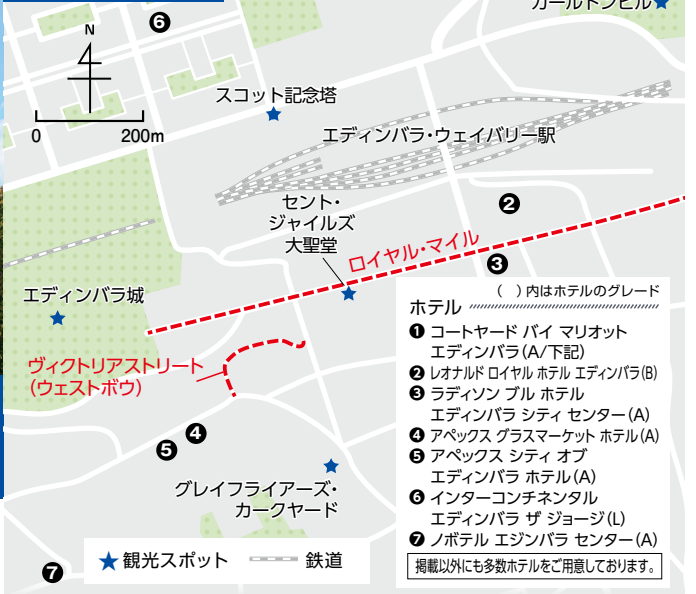 カールトンヒル
❻
N
0 200m
スコット記念塔
エディンバラ・ウェイバリー駅
❷
セント・
ジャイルズ
大聖堂
ロイヤル・マイル
❸
エディンバラ城
ヴィクトリアストリート
(ウェストボウ)
❹
❺
グレイフライアーズ・
カークヤード
❼
★観光スポット 鉄道
( )内はホテルのグレード
ホテル
❶ コートヤード バイ マリオット
エディンバラ(A/下記)
❷ レオナルド ロイヤル ホテル エディンバラ(B)
❸ ラディソン ブル ホテル
エディンバラ シティ センター(A)
❹ アペックス グラスマーケット ホテル(A)
❺ アペックス シティ オブ
エディンバラ ホテル(A)
❻ インターコンチネンタル
エディンバラ ザ ジョージ(L)
❼ ノボテル エジンバラ センター(A)
掲載以外にも多数ホテルをご用意しております。